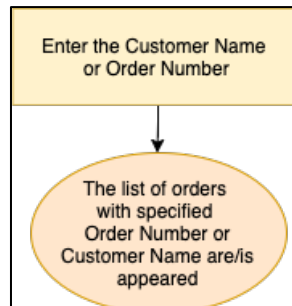 Enter the Customer Name
or Order Number
The list of orders
with specified
Order Number or
Customer Name are/is
appeared